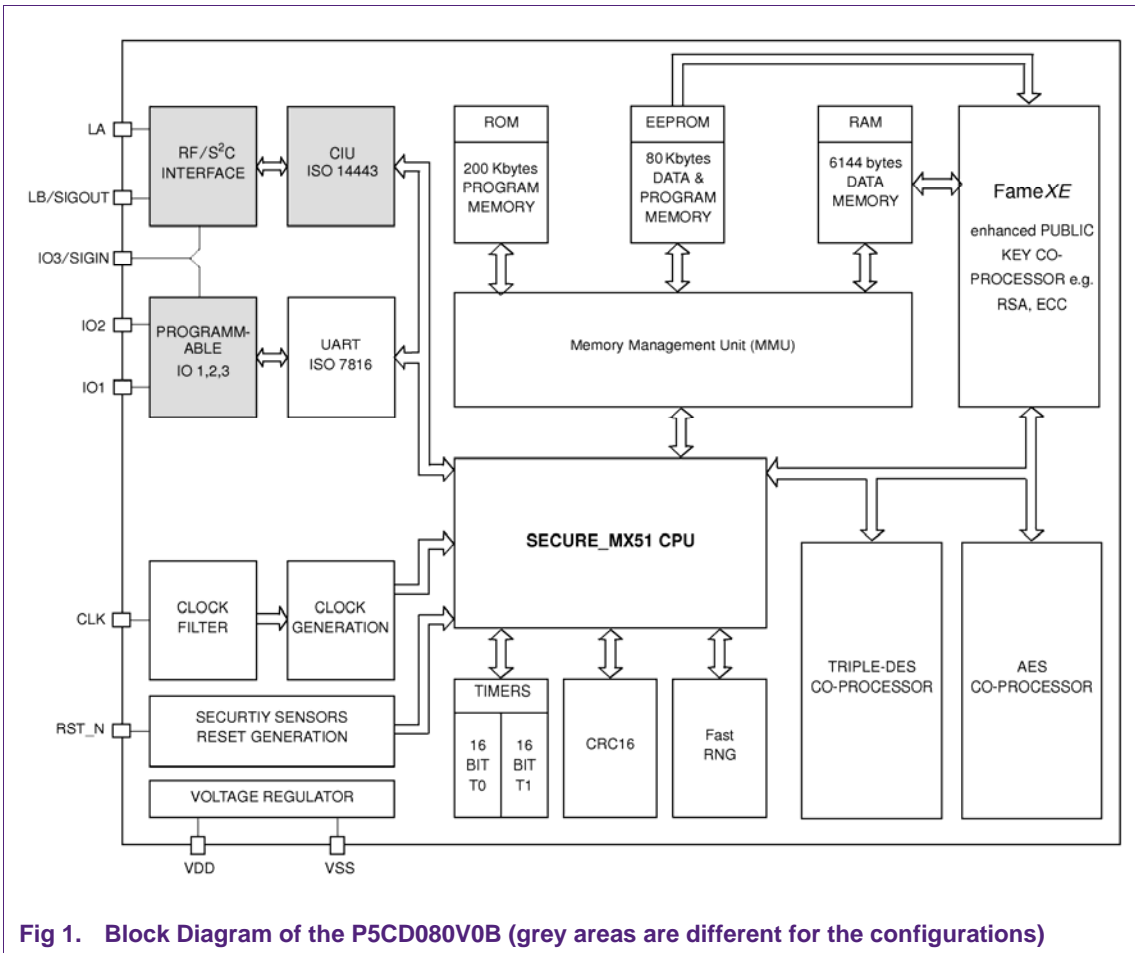 LA
LB/SIGOUT
IO3/SIGIN
IO2
IO1
CLK
RST_N
VDD
VSS
RF/S²C
INTERFACE
CIU
ISO 14443
PROGRAMM-
ABLE
IO 1,2,3
UART
ISO 7816
ROM
200 Kbytes
PROGRAM
MEMORY
EEPROM
80 Kbytes
DATA &
PROGRAM
MEMORY
RAM
6144 bytes
DATA
MEMORY
FameXE
enhanced PUBLIC
KEY CO-
PROCESSOR e.g.
RSA, ECC
Memory Management Unit (MMU)
SECURE_MX51 CPU
CLOCK
FILTER
CLOCK
GENERATION
SECURTIY SENSORS
RESET GENERATION
VOLTAGE REGULATOR
TIMERS
16
BIT
T0
16
BIT
T1
CRC16
Fast
RNG
TRIPLE-DES
CO-PROCESSOR
AES
CO-PROCESSOR
Fig 1. Block Diagram of the P5CD080V0B (grey areas are different for the configurations)